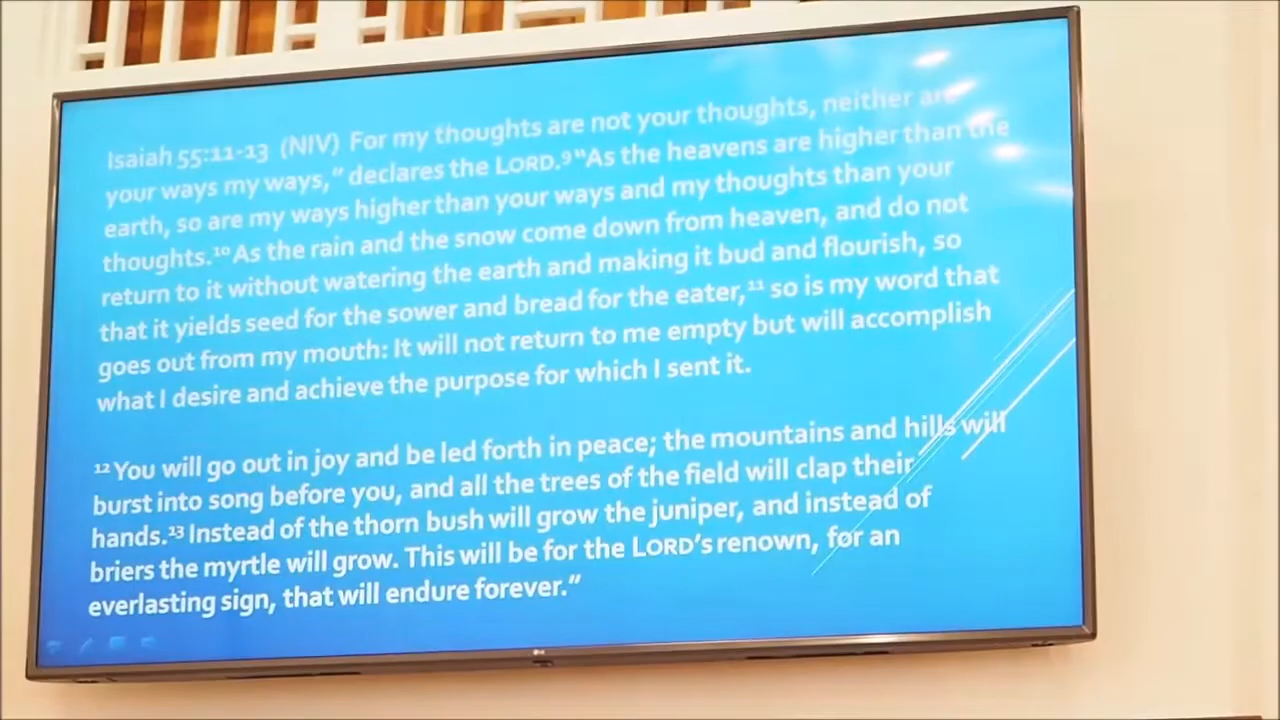 Isaiah 55:11-13 (NIV) For my thoughts are not your thoughts, neither are
your ways my ways,” declares the LORD.⁹“As the heavens are higher than the
earth, so are my ways higher than your ways and my thoughts than your
thoughts.¹⁰As the rain and the snow come down from heaven, and do not
return to it without watering the earth and making it bud and flourish, so
that it yields seed for the sower and bread for the eater,¹¹ so is my word that
goes out from my mouth: It will not return to me empty but will accomplish
what I desire and achieve the purpose for which I sent it.
¹²You will go out in joy and be led forth in peace; the mountains and hills will
burst into song before you, and all the trees of the field will clap their
hands.¹³Instead of the thorn bush will grow the juniper, and instead of
briers the myrtle will grow. This will be for the LORD’s renown, for an
everlasting sign, that will endure forever.”
LG